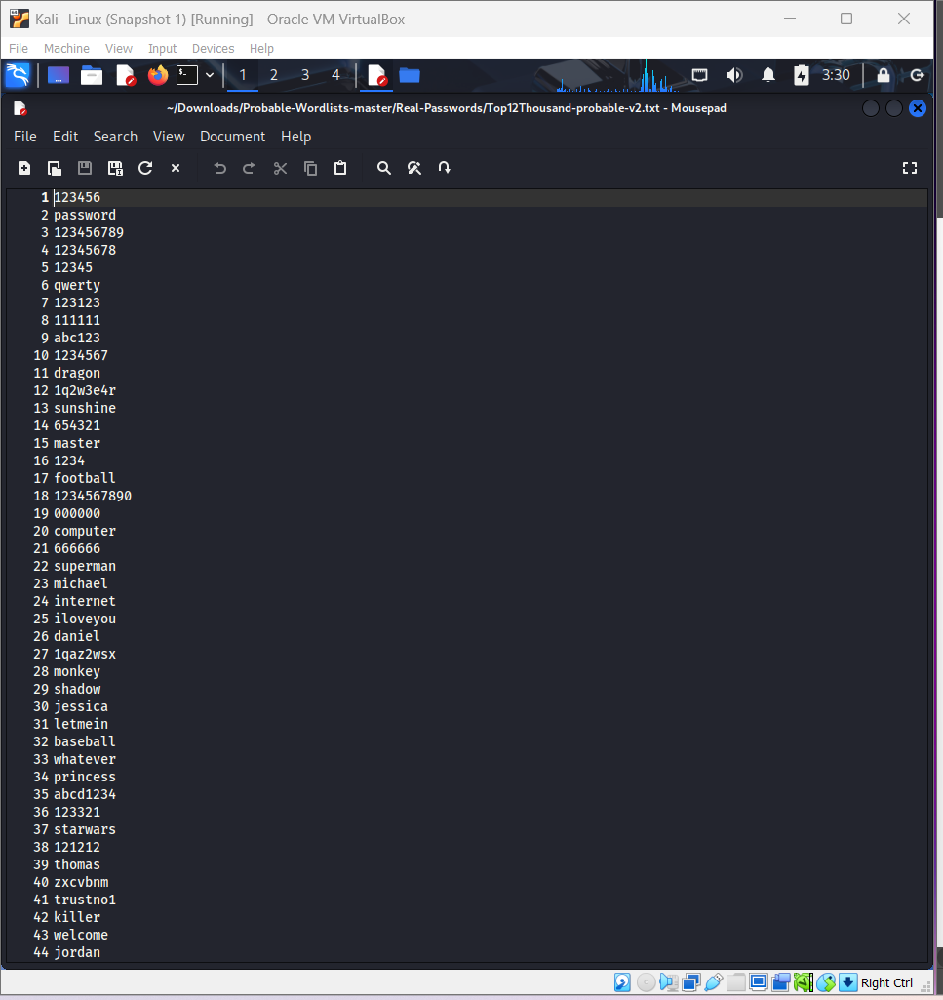 Kali- Linux (Snapshot 1) [Running] - Oracle VM VirtualBox
File Machine View Input Devices Help
1 2 3 4 3:30
~/Downloads/Probable-Wordlists-master/Real-Passwords/Top12Thousand-probable-v2.txt - Mousepad
File Edit Search View Document Help
1 123456
2 password
3 123456789
4 12345678
5 12345
6 qwerty
7 123123
8 111111
9 abc123
10 1234567
11 dragon
12 1q2w3e4r
13 sunshine
14 654321
15 master
16 1234
17 football
18 1234567890
19 000000
20 computer
21 666666
22 superman
23 michael
24 internet
25 iloveyou
26 daniel
27 1qaz2wsx
28 monkey
29 shadow
30 jessica
31 letmein
32 baseball
33 whatever
34 princess
35 abcd1234
36 123321
37 starwars
38 121212
39 thomas
40 zxcvbnm
41 trustno1
42 killer
43 welcome
44 jordan
Right Ctrl